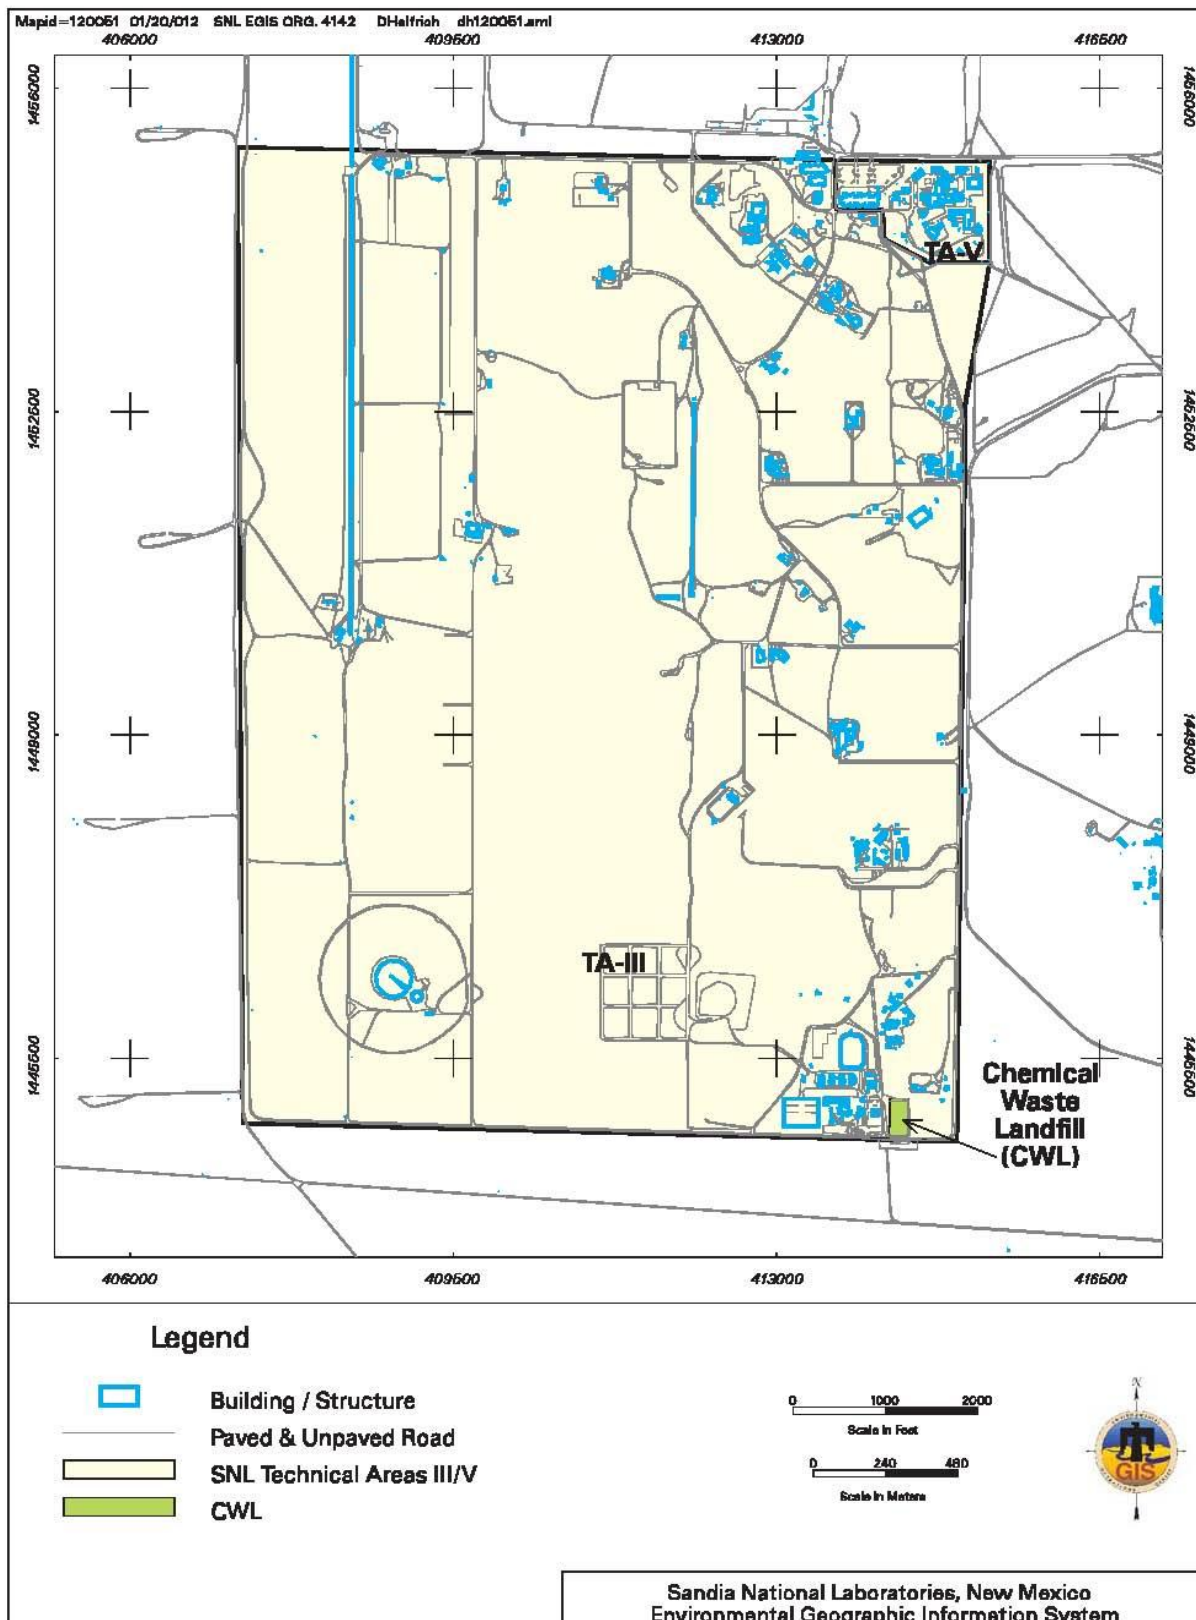 Mapid=120051 01/20/012 SNL EGIS ORG. 4142 DHelfrich dh120051.aml
406000 409500 413000 416500
1456000 1456000
TA-V
1452500 1452500
1449000 1449000
TA-III
1445500 1445500
Chemical
Waste
Landfill
(CWL)
406000 409500 413000 416500
Legend
Building / Structure
Paved & Unpaved Road
SNL Technical Areas III/V
CWL
0 1000 2000
Scale in Feet
0 240 480
Scale in Meters
N
GIS
Sandia National Laboratories, New Mexico
Environmental Geographic Information System